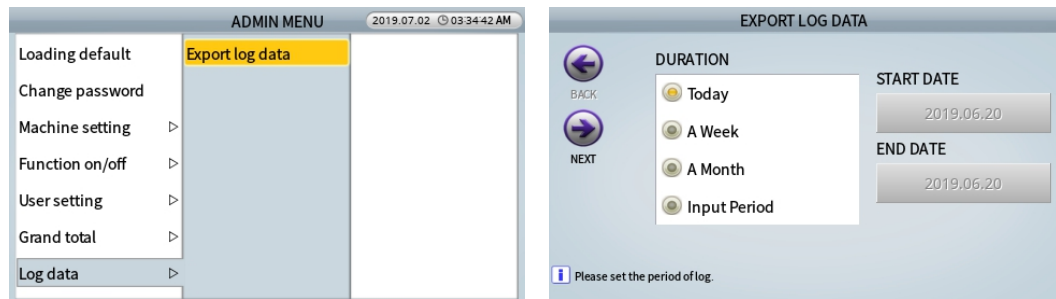 ADMIN MENU
2019.07.02 03:34:42 AM
Loading default
Export log data
Change password
Machine setting
Function on/off
User setting
Grand total
Log data
EXPORT LOG DATA
BACK
NEXT
DURATION
Today
A Week
A Month
Input Period
START DATE
2019.06.20
END DATE
2019.06.20
i Please set the period of log.